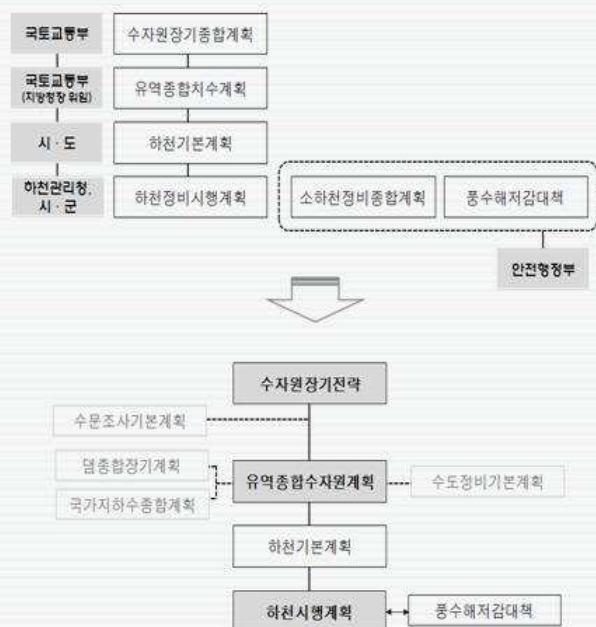 국토교통부
수자원장기종합계획
국토교통부
(지방청장 위임)
유역종합치수계획
시·도
하천기본계획
하천관리청,
시·군
하천정비시행계획
소하천정비종합계획
풍수해저감대책
안전행정부
수자원장기전략
수문조사기본계획
댐종합장기계획
유역종합수자원계획
수도정비기본계획
국가지하수종합계획
하천기본계획
하천시행계획
풍수해저감대책